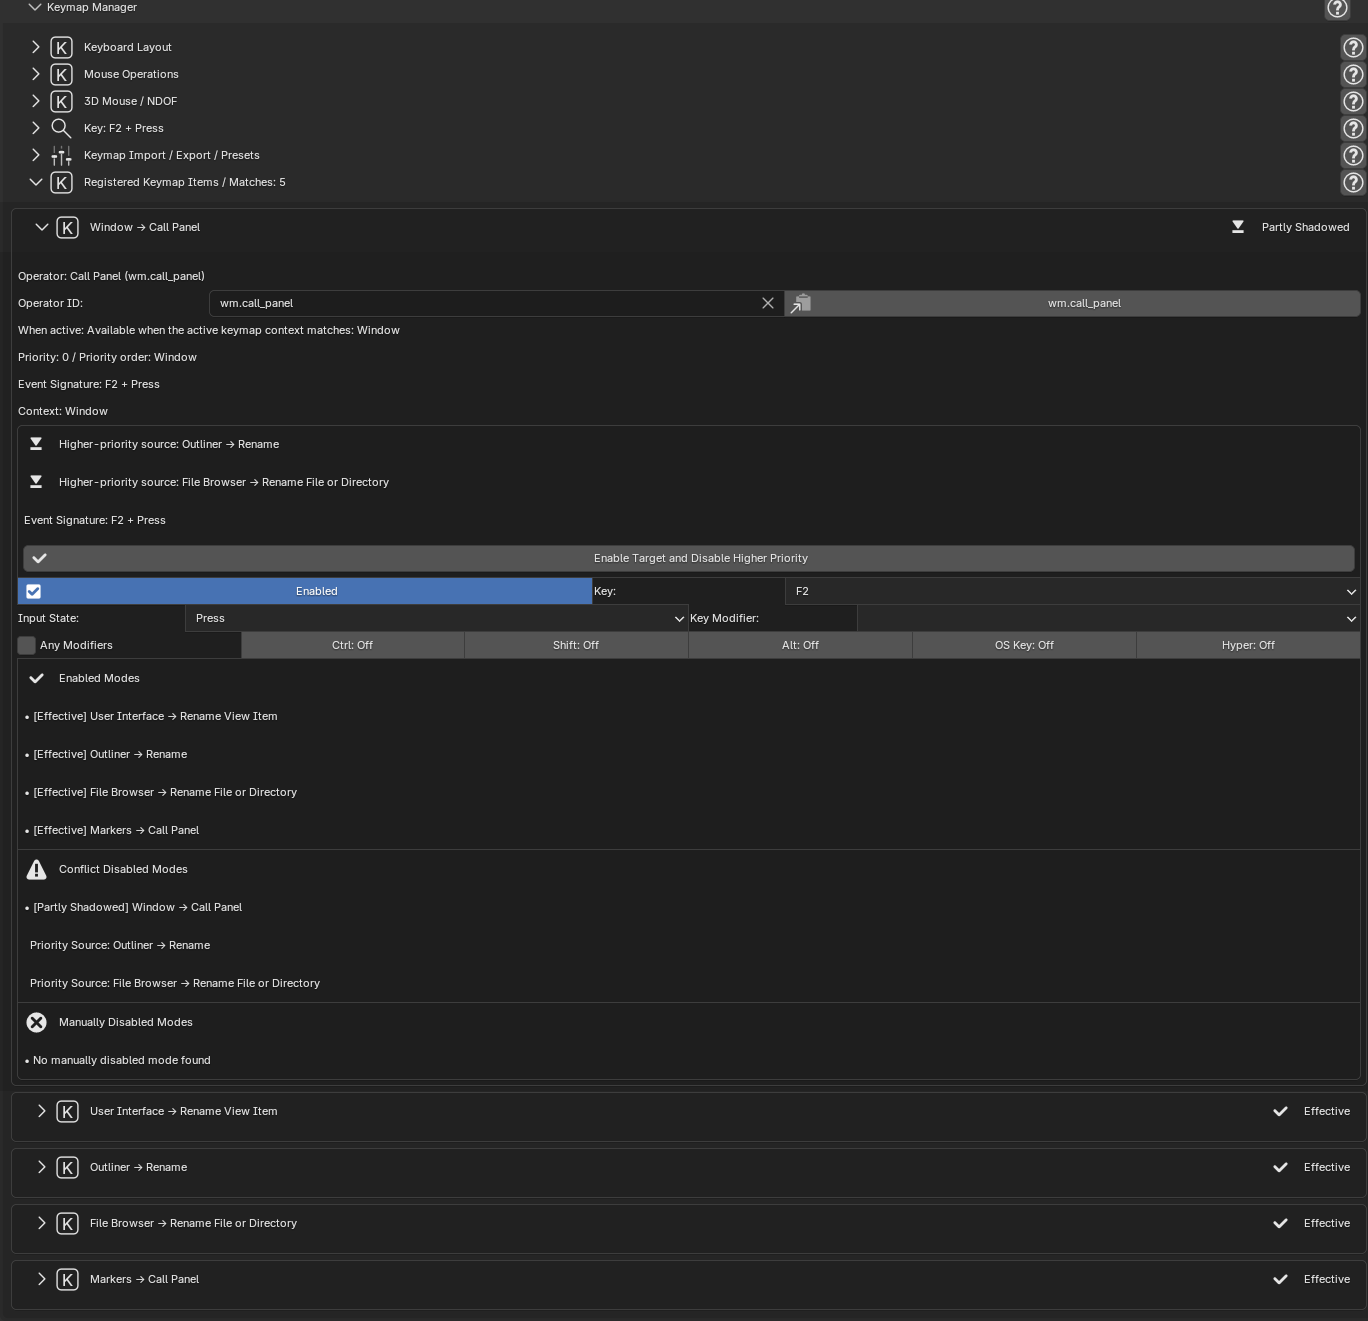 Keymap Manager
Keyboard Layout
Mouse Operations
3D Mouse / NDOF
Key: F2 + Press
Keymap Import / Export / Presets
Registered Keymap Items / Matches: 5
Window → Call Panel Partly Shadowed
Operator: Call Panel (wm.call_panel)
Operator ID: wm.call_panel wm.call_panel
When active: Available when the active keymap context matches: Window
Priority: 0 / Priority order: Window
Event Signature: F2 + Press
Context: Window
Higher-priority source: Outliner → Rename
Higher-priority source: File Browser → Rename File or Directory
Event Signature: F2 + Press
Enable Target and Disable Higher Priority
Enabled Key: F2
Input State: Press Key Modifier:
Any Modifiers Ctrl: Off Shift: Off Alt: Off OS Key: Off Hyper: Off
Enabled Modes
• [Effective] User Interface → Rename View Item
• [Effective] Outliner → Rename
• [Effective] File Browser → Rename File or Directory
• [Effective] Markers → Call Panel
Conflict Disabled Modes
• [Partly Shadowed] Window → Call Panel
Priority Source: Outliner → Rename
Priority Source: File Browser → Rename File or Directory
Manually Disabled Modes
• No manually disabled mode found
User Interface → Rename View Item Effective
Outliner → Rename Effective
File Browser → Rename File or Directory Effective
Markers → Call Panel Effective